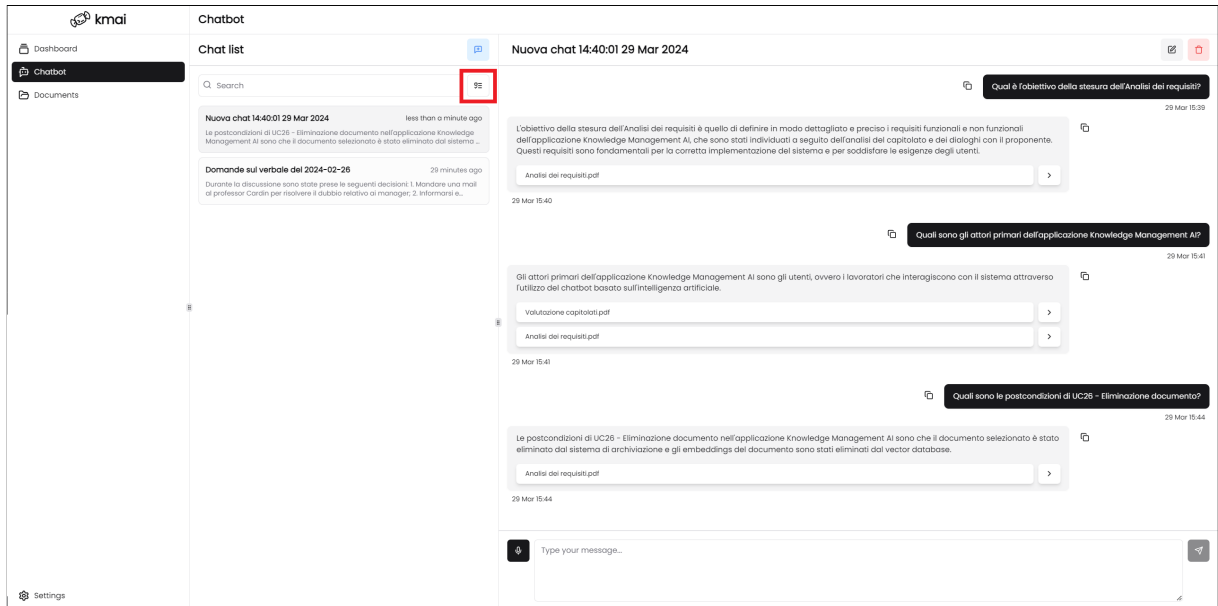 kmai
Dashboard
Chatbot
Documents
Settings
Chatbot
Chat list
Search
Nuova chat 14:40:01 29 Mar 2024
less than a minute ago
Le postcondizioni di UC26 - Eliminazione documento nell'applicazione Knowledge
Management AI sono che il documento selezionato è stato eliminato dal sistema ...
Domande sul verbale del 2024-02-26
29 minutes ago
Durante la discussione sono state prese le seguenti decisioni: 1. Mandare una mail
al professor Cardin per risolvere il dubbio relativo ai manager; 2. Informarsi e...
Nuova chat 14:40:01 29 Mar 2024
Qual è l'obiettivo della stesura dell'Analisi dei requisiti?
29 Mar 15:39
L'obiettivo della stesura dell'Analisi dei requisiti è quello di definire in modo dettagliato e preciso i requisiti funzionali e non funzionali
dell'applicazione Knowledge Management AI, che sono stati individuati a seguito dell'analisi del capitolato e dei dialoghi con il proponente.
Questi requisiti sono fondamentali per la corretta implementazione del sistema e per soddisfare le esigenze degli utenti.
Analisi dei requisiti.pdf
29 Mar 15:40
Quali sono gli attori primari dell'applicazione Knowledge Management AI?
29 Mar 15:41
Gli attori primari dell'applicazione Knowledge Management AI sono gli utenti, ovvero i lavoratori che interagiscono con il sistema attraverso
l'utilizzo del chatbot basato sull'intelligenza artificiale.
Valutazione capitolati.pdf
Analisi dei requisiti.pdf
29 Mar 15:41
Quali sono le postcondizioni di UC26 - Eliminazione documento?
29 Mar 15:44
Le postcondizioni di UC26 - Eliminazione documento nell'applicazione Knowledge Management AI sono che il documento selezionato è stato
eliminato dal sistema di archiviazione e gli embeddings del documento sono stati eliminati dal vector database.
Analisi dei requisiti.pdf
29 Mar 15:44
Type your message...